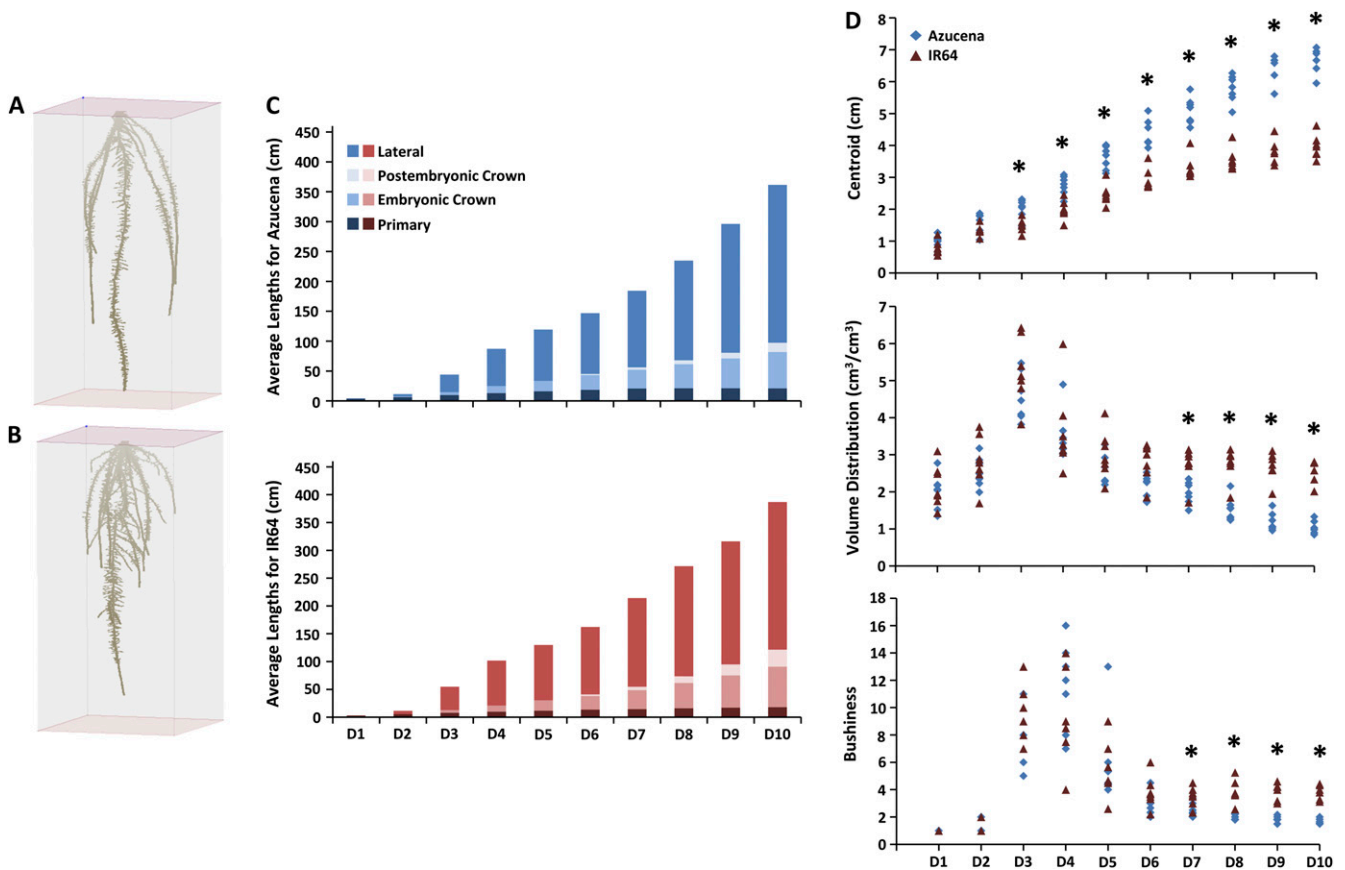 A
B
C
Average Lengths for Azucena (cm)
450
400
350
300
250
200
150
100
50
0
Lateral
Postembryonic Crown
Embryonic Crown
Primary
Average Lengths for IR64 (cm)
450
400
350
300
250
200
150
100
50
0
D1 D2 D3 D4 D5 D6 D7 D8 D9 D10
D
Centroid (cm)
8
7
6
5
4
3
2
1
0
Azucena
IR64
* * * * * * * *
Volume Distribution (cm³/cm³)
7
6
5
4
3
2
1
0
* * * *
Bushiness
18
16
14
12
10
8
6
4
2
0
* * * *
D1 D2 D3 D4 D5 D6 D7 D8 D9 D10